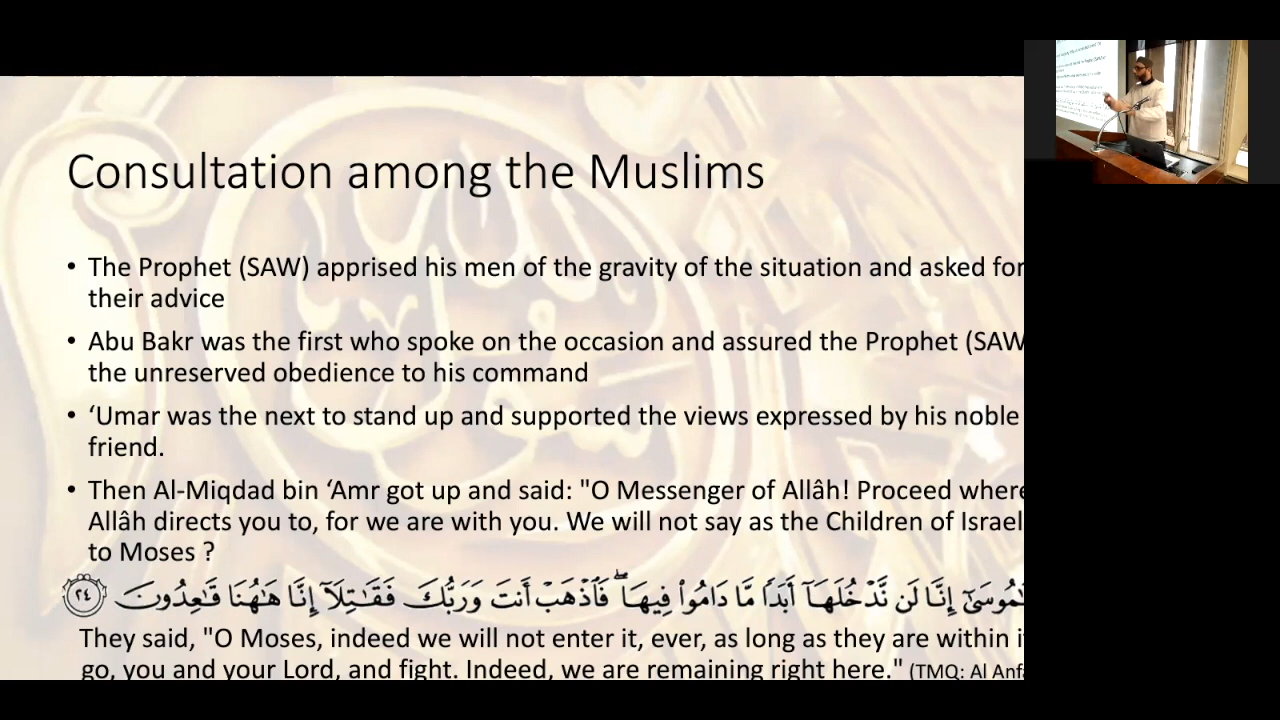 Consultation among the Muslims
• The Prophet (SAW) apprised his men of the gravity of the situation and asked for
their advice
• Abu Bakr was the first who spoke on the occasion and assured the Prophet (SAW
the unreserved obedience to his command
• ‘Umar was the next to stand up and supported the views expressed by his noble
friend.
• Then Al-Miqdad bin ‘Amr got up and said: "O Messenger of Allâh! Proceed where
Allâh directs you to, for we are with you. We will not say as the Children of Israel
to Moses ?
ـٰمُوسَىٰٓ إِنَّا لَن نَّدْخُلَهَآ أَبَدًا مَّا دَامُوا۟ فِيهَا ۖ فَٱذْهَبْ أَنتَ وَرَبُّكَ فَقَـٰتِلَآ إِنَّا هَـٰهُنَا قَـٰعِدُونَ ٢٤
They said, "O Moses, indeed we will not enter it, ever, as long as they are within i
go, you and your Lord, and fight. Indeed, we are remaining right here." (TMQ: Al Anf